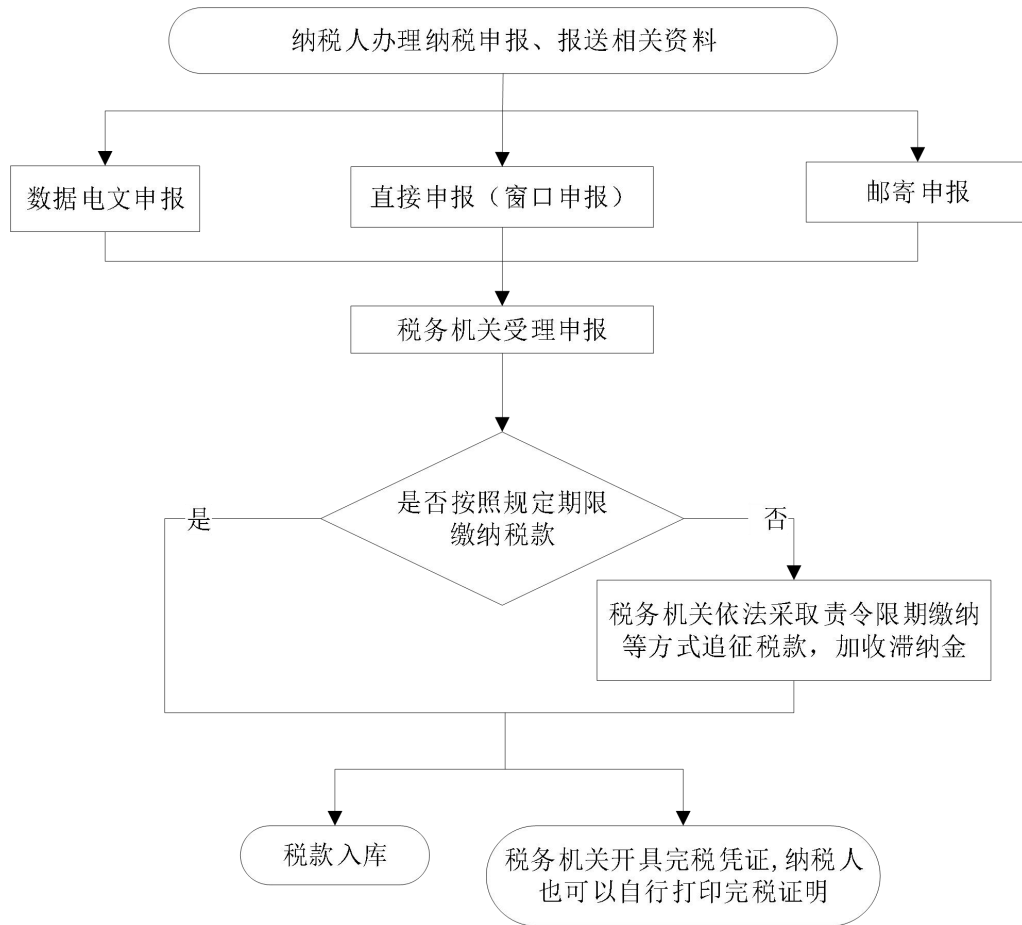 纳税人办理纳税申报、报送相关资料
数据电文申报
直接申报（窗口申报）
邮寄申报
税务机关受理申报
是否按照规定期限
缴纳税款
是
否
税务机关依法采取责令限期缴纳
等方式追征税款，加收滞纳金
税款入库
税务机关开具完税凭证,纳税人
也可以自行打印完税证明